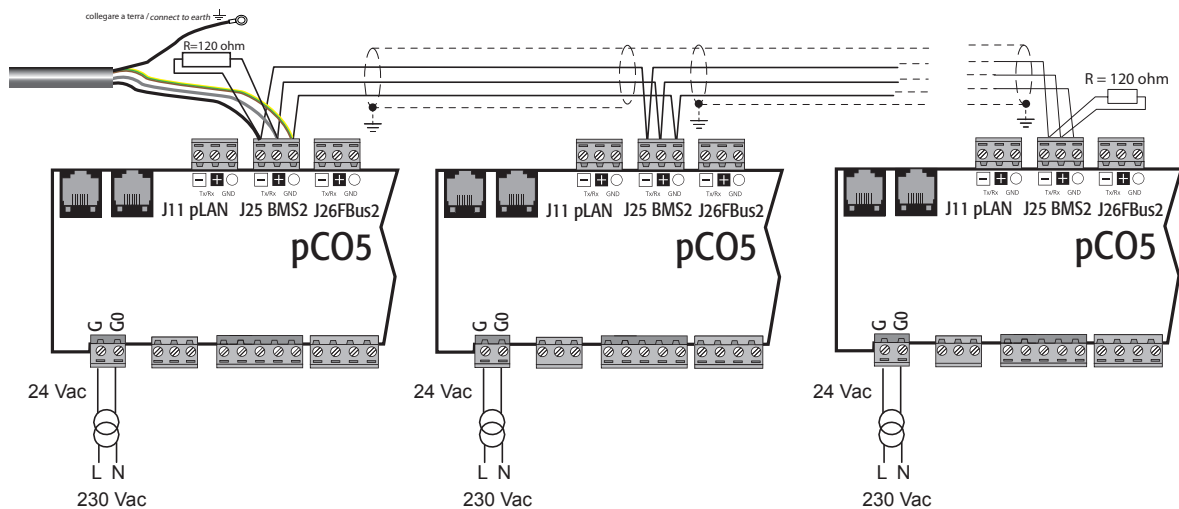 collegare a terra / connect to earth
R=120 ohm
R = 120 ohm
− + Tx/Rx GND − + Tx/Rx GND − + Tx/Rx GND
J11 pLAN J25 BMS2 J26FBus2
pCO5
G G0
24 Vac
L N
230 Vac
− + Tx/Rx GND − + Tx/Rx GND − + Tx/Rx GND
J11 pLAN J25 BMS2 J26FBus2
pCO5
G G0
24 Vac
L N
230 Vac
− + Tx/Rx GND − + Tx/Rx GND − + Tx/Rx GND
J11 pLAN J25 BMS2 J26FBus2
pCO5
G G0
24 Vac
L N
230 Vac